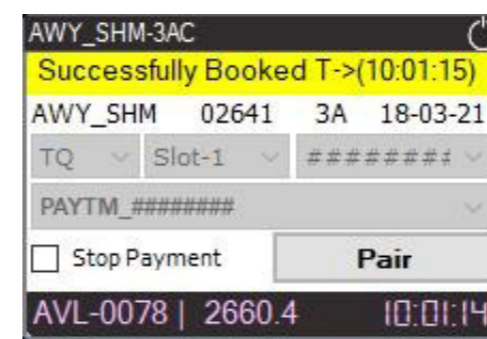 AWY_SHM-3AC
Successfully Booked T->(10:01:15)
AWY_SHM 02641 3A 18-03-21
TQ Slot-1 ########
PAYTM_########
Stop Payment Pair
AVL-0078 | 2660.4 10:01:14